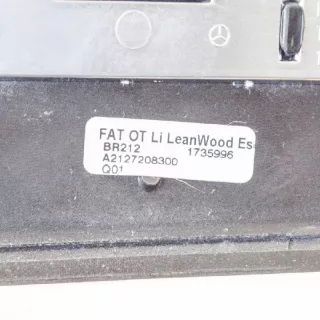 FAT OT Li LeanWood Es
BR212 1735996
A2127208300
Q01